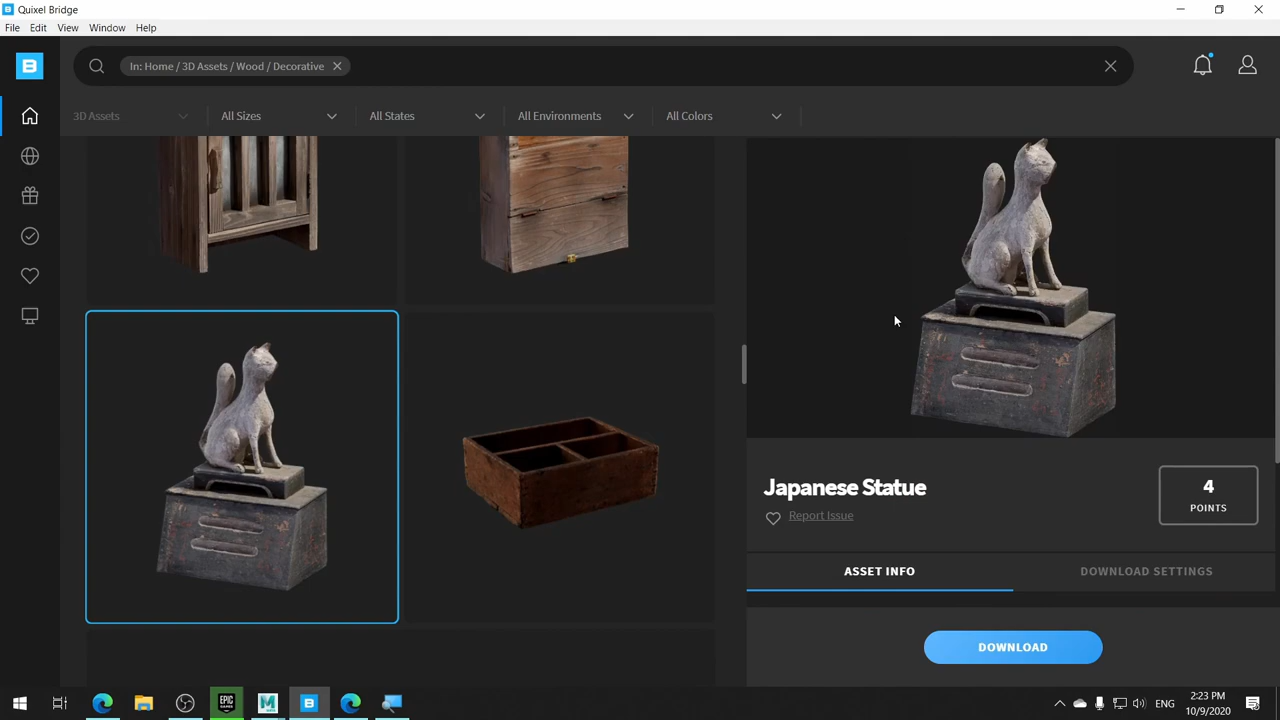 Quixel Bridge
File Edit View Window Help
B
In: Home / 3D Assets / Wood / Decorative
3D Assets All Sizes All States All Environments All Colors
Japanese Statue
Report Issue
4
POINTS
ASSET INFO DOWNLOAD SETTINGS
DOWNLOAD
EPIC GAMES
M
B
ENG
2:23 PM
10/9/2020